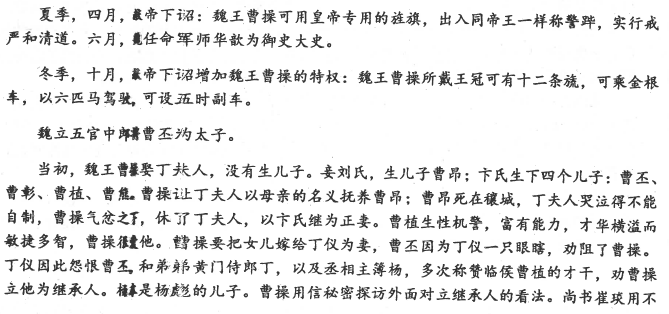 夏季，四月，帝下诏：魏王曹操可用皇帝专用的旌旗，出入同帝王一样称警跸，实行戒
严和清道。六月，任命军师华歆为御史大史。
冬季，十月，帝下诏增加魏王曹操的特权：魏王曹操所戴王冠可有十二条旒，可乘金根
车，以六匹马驾驶，可设五时副车。
魏立五官中郎曹丕为太子。
当初，魏王曹操娶丁夫人，没有生儿子。妾刘氏，生儿子曹昂；卞氏生下四个儿子：曹丕、
曹彰、曹植、曹熊。曹操让丁夫人以母亲的名义抚养曹昂；曹昂死在穰城，丁夫人哭泣得不能
自制，曹操气忿之下，休了丁夫人，以卞氏继为正妻。曹植生性机警，富有能力，才华横溢而
敏捷多智，曹操他。曹操要把女儿嫁给丁仪为妻，曹丕因为丁仪一只眼瞎，劝阻了曹操。
丁仪因此怨恨曹丕，和弟弟黄门侍郎丁，以及丞相主薄杨，多次称赞临侯曹植的才干，劝曹操
立他为继承人。是杨彪的儿子。曹操用信秘密探访外面对立继承人的看法。尚书崔琰用不